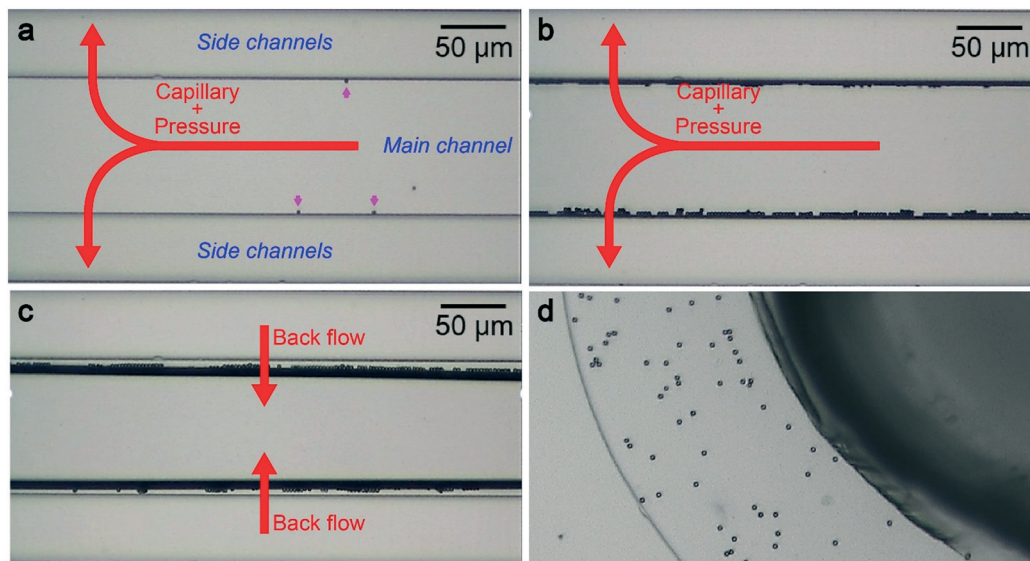 a
Side channels
50 µm
Capillary
+
Pressure
Main channel
Side channels
b
50 µm
Capillary
+
Pressure
c
50 µm
Back flow
Back flow
d